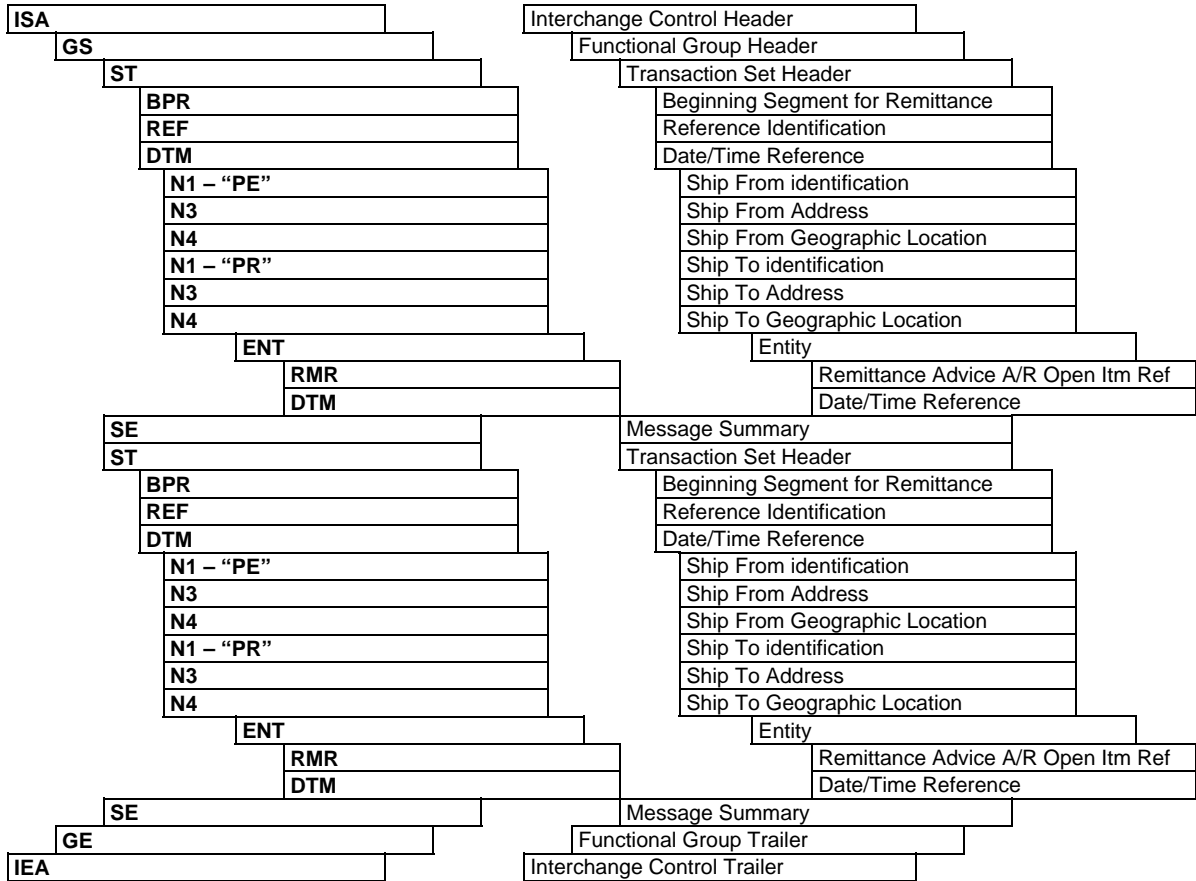 ISA Interchange Control Header
GS Functional Group Header
ST Transaction Set Header
BPR Beginning Segment for Remittance
REF Reference Identification
DTM Date/Time Reference
N1 – “PE” Ship From identification
N3 Ship From Address
N4 Ship From Geographic Location
N1 – “PR” Ship To identification
N3 Ship To Address
N4 Ship To Geographic Location
ENT Entity
RMR Remittance Advice A/R Open Itm Ref
DTM Date/Time Reference
SE Message Summary
ST Transaction Set Header
BPR Beginning Segment for Remittance
REF Reference Identification
DTM Date/Time Reference
N1 – “PE” Ship From identification
N3 Ship From Address
N4 Ship From Geographic Location
N1 – “PR” Ship To identification
N3 Ship To Address
N4 Ship To Geographic Location
ENT Entity
RMR Remittance Advice A/R Open Itm Ref
DTM Date/Time Reference
SE Message Summary
GE Functional Group Trailer
IEA Interchange Control Trailer